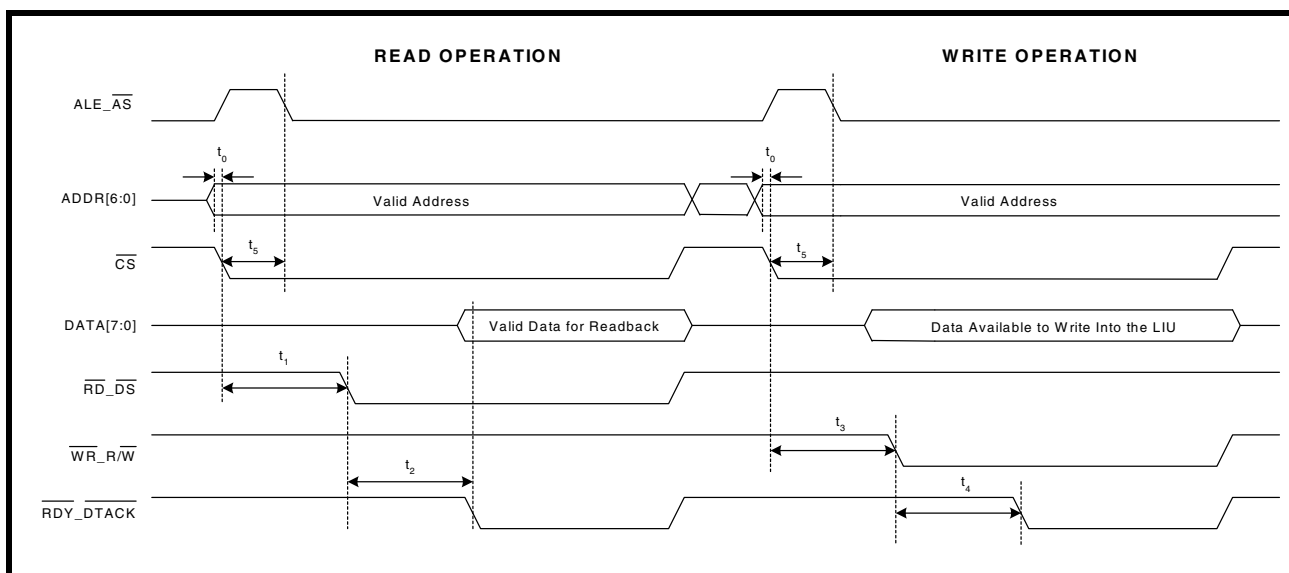 READ OPERATION
WRITE OPERATION
ALE_AS
t0
t0
ADDR[6:0]
Valid Address
Valid Address
t5
t5
CS
DATA[7:0]
Valid Data for Readback
Data Available to Write Into the LIU
t1
RD_DS
t3
WR_R/W
t2
t4
RDY_DTACK